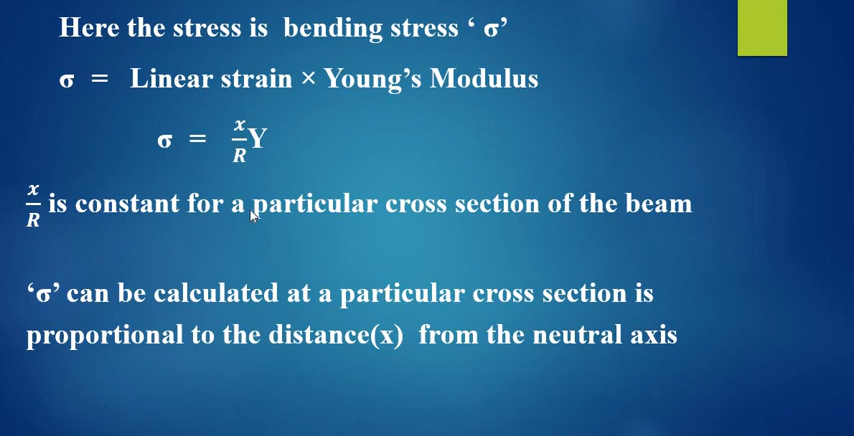 Here the stress is bending stress ‘ σ’
σ = Linear strain × Young’s Modulus
σ = x/R Y
x/R is constant for a particular cross section of the beam
‘σ’ can be calculated at a particular cross section is
proportional to the distance(x) from the neutral axis